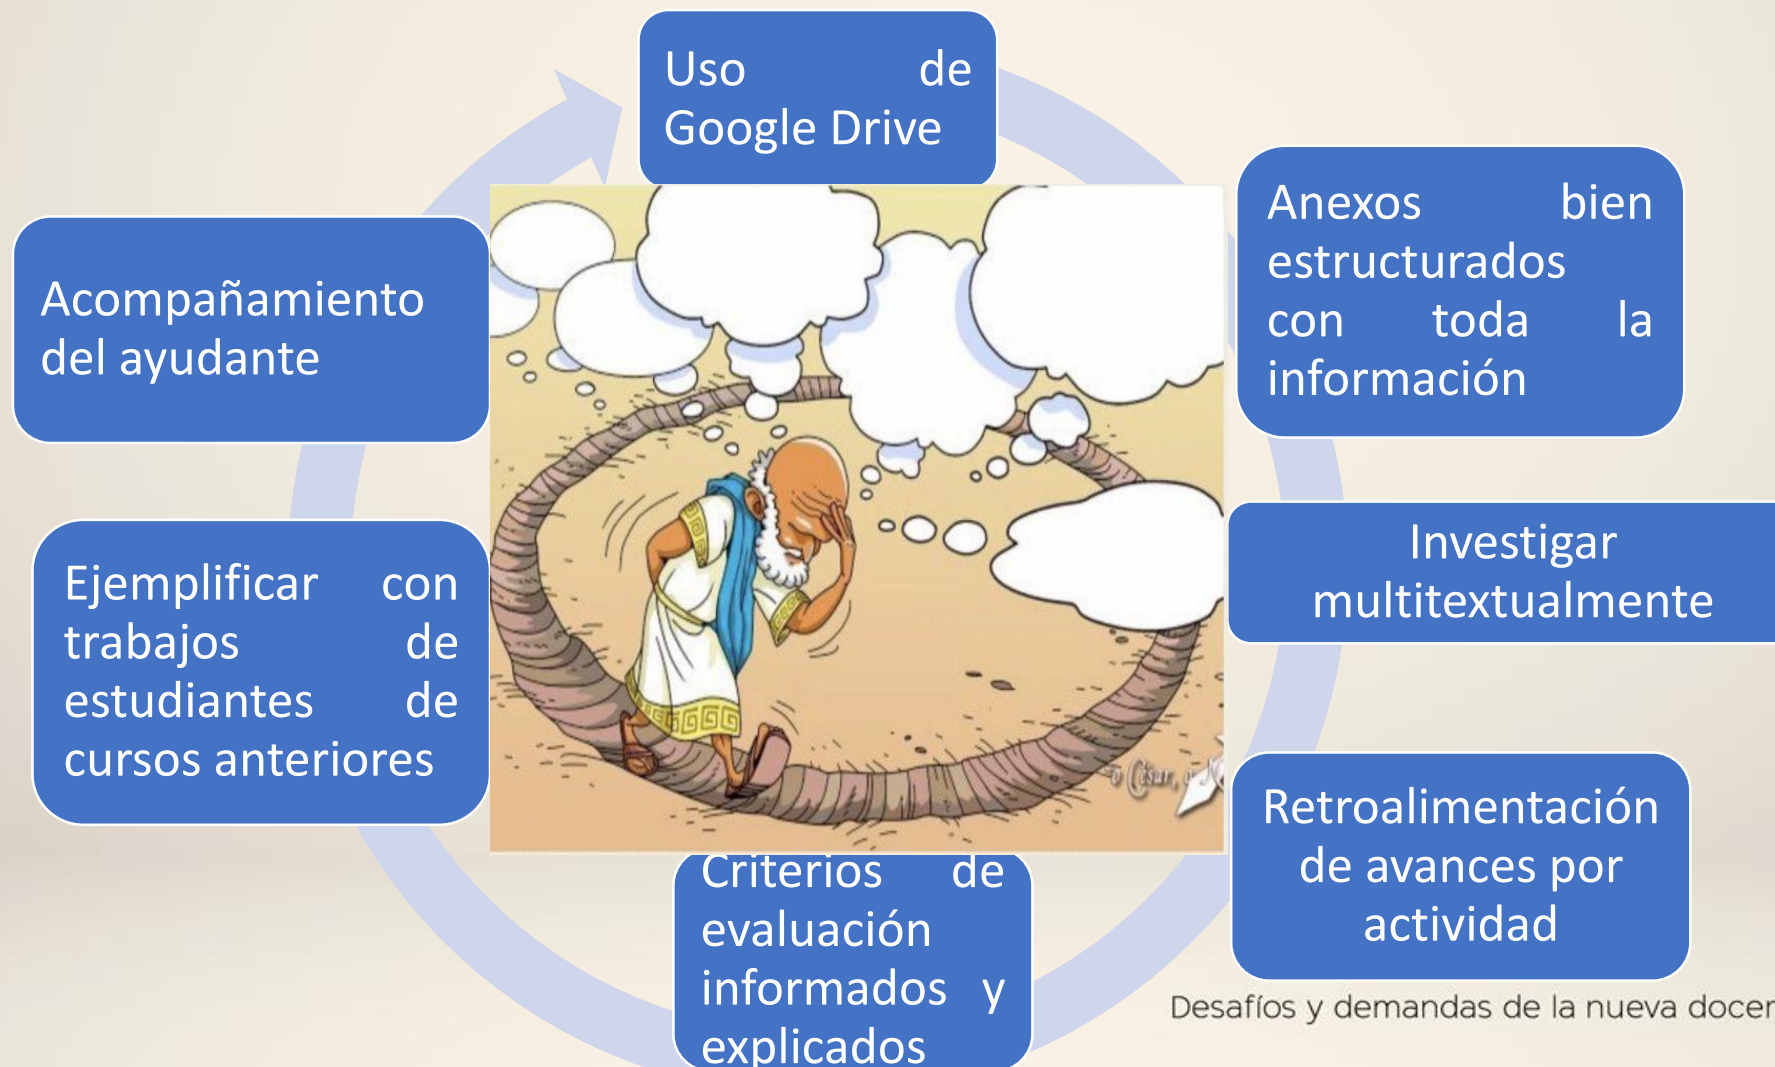 Uso de
Google Drive
Anexos bien
estructurados
con toda la
información
Investigar
multitextualmente
Retroalimentación
de avances por
actividad
Criterios de
evaluación
informados y
explicados
Ejemplificar con
trabajos de
estudiantes de
cursos anteriores
Acompañamiento
del ayudante
Desafíos y demandas de la nueva